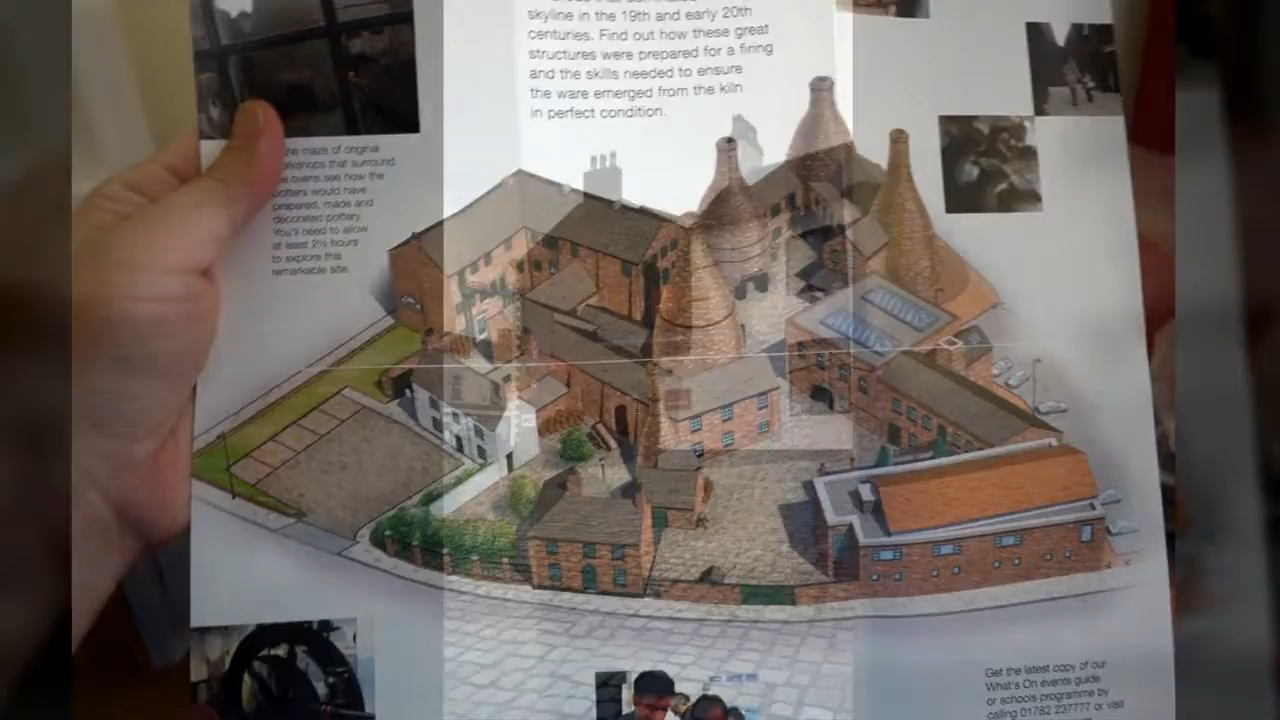 skyline in the 19th and early 20th
centuries. Find out how these great
structures were prepared for a firing
and the skills needed to ensure
the ware emerged from the kiln
in perfect condition.
the maze of original
workshops that surround
the ovens see how the
potters would have
prepared, made and
decorated pottery.
You'll need to allow
at least 2½ hours
to explore this
remarkable site.
Get the latest copy of our
What's On events guide
or schools programme by
calling 01782 237777 or visit